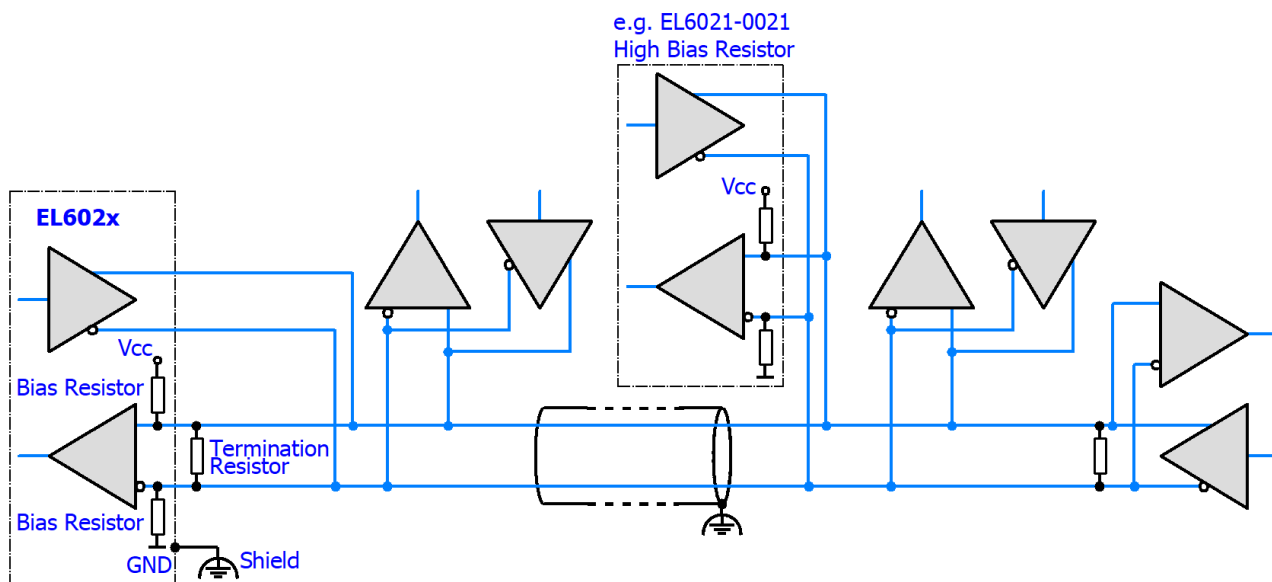 e.g. EL6021-0021
High Bias Resistor
Vcc
EL602x
Vcc
Bias Resistor
Termination
Resistor
Bias Resistor
GND
Shield